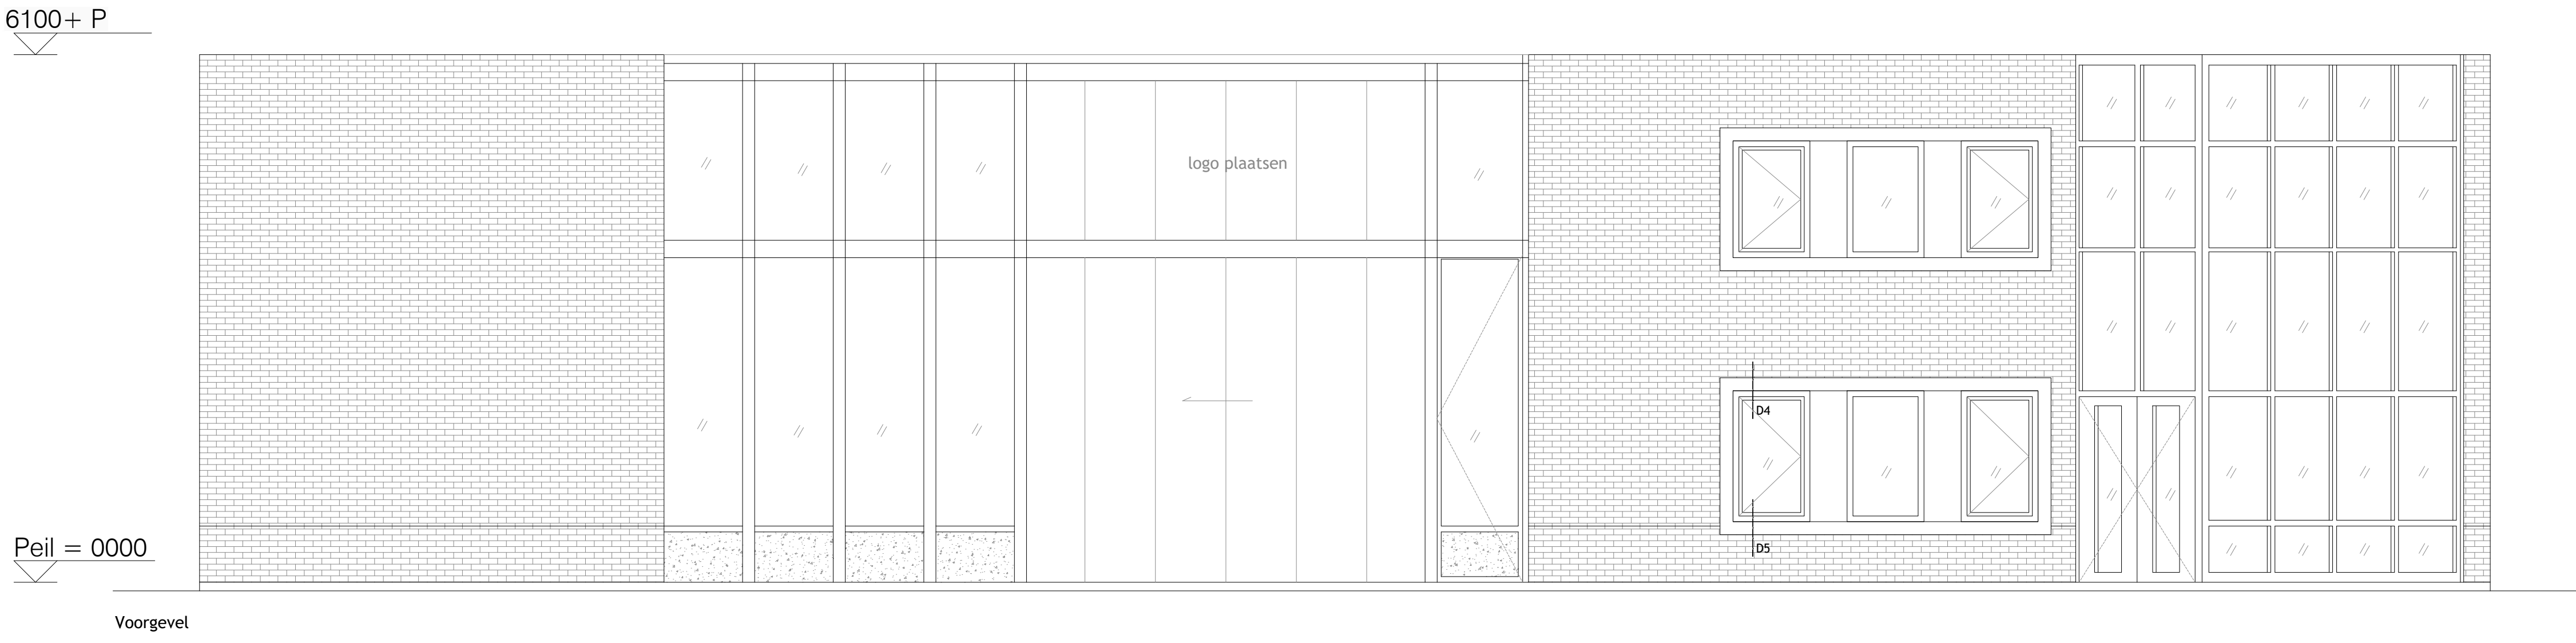 6100+ P
logo plaatsen
D4
Peil = 0000
D5
Voorgevel